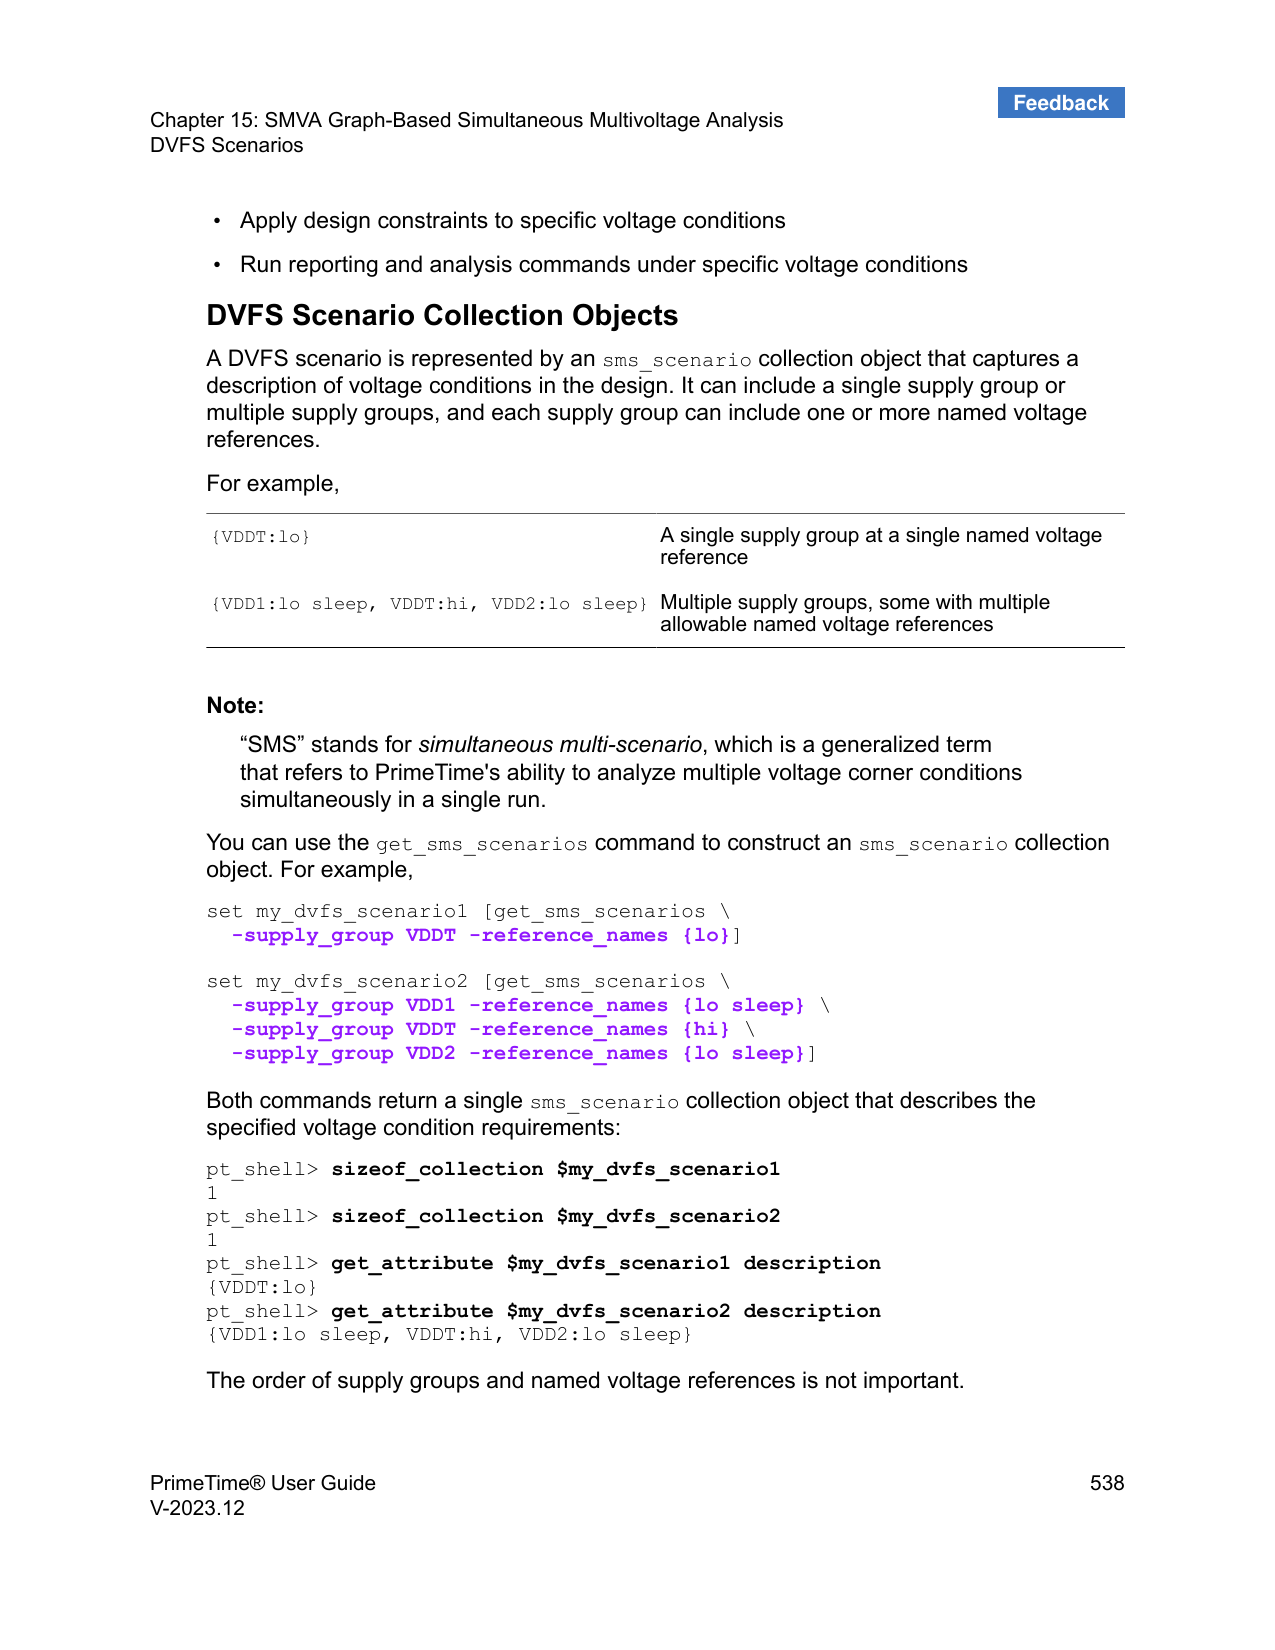 Feedback
Chapter 15: SMVA Graph-Based Simultaneous Multivoltage Analysis
DVFS Scenarios
• Apply design constraints to specific voltage conditions
• Run reporting and analysis commands under specific voltage conditions
DVFS Scenario Collection Objects
A DVFS scenario is represented by an sms_scenario collection object that captures a
description of voltage conditions in the design. It can include a single supply group or
multiple supply groups, and each supply group can include one or more named voltage
references.
For example,
{VDDT:lo} A single supply group at a single named voltage
reference
{VDD1:lo sleep, VDDT:hi, VDD2:lo sleep} Multiple supply groups, some with multiple
allowable named voltage references
Note:
“SMS” stands for simultaneous multi-scenario, which is a generalized term
that refers to PrimeTime's ability to analyze multiple voltage corner conditions
simultaneously in a single run.
You can use the get_sms_scenarios command to construct an sms_scenario collection
object. For example,
set my_dvfs_scenario1 [get_sms_scenarios \
  -supply_group VDDT -reference_names {lo}]
set my_dvfs_scenario2 [get_sms_scenarios \
  -supply_group VDD1 -reference_names {lo sleep} \
  -supply_group VDDT -reference_names {hi} \
  -supply_group VDD2 -reference_names {lo sleep}]
Both commands return a single sms_scenario collection object that describes the
specified voltage condition requirements:
pt_shell> sizeof_collection $my_dvfs_scenario1
1
pt_shell> sizeof_collection $my_dvfs_scenario2
1
pt_shell> get_attribute $my_dvfs_scenario1 description
{VDDT:lo}
pt_shell> get_attribute $my_dvfs_scenario2 description
{VDD1:lo sleep, VDDT:hi, VDD2:lo sleep}
The order of supply groups and named voltage references is not important.
PrimeTime® User Guide 538
V-2023.12